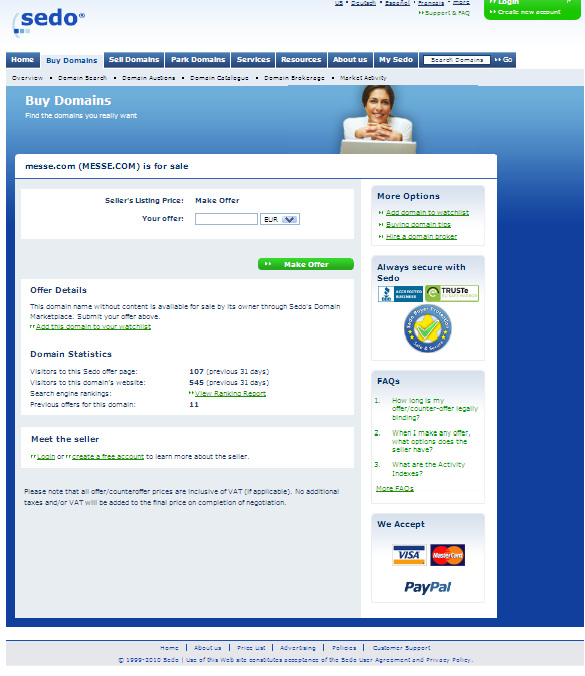 sedo
US • Deutsch • Español • Français • more
Support & FAQ
Login
Create new account
Home Buy Domains Sell Domains Park Domains Services Resources About us My Sedo Search Domains Go
Overview • Domain Search • Domain Auctions • Domain Catalogue • Domain Brokerage • Market Activity
Buy Domains
Find the domains you really want
messe.com (MESSE.COM) is for sale
Seller's Listing Price: Make Offer
Your offer: EUR
Make Offer
Offer Details
This domain name without content is available for sale by its owner through Sedo's Domain
Marketplace. Submit your offer above.
Add this domain to your watchlist
Domain Statistics
Visitors to this Sedo offer page: 107 (previous 31 days)
Visitors to this domain's website: 545 (previous 31 days)
Search engine rankings: View Ranking Report
Previous offers for this domain: 11
Meet the seller
Login or create a free account to learn more about the seller.
Please note that all offer/counteroffer prices are inclusive of VAT (if applicable). No additional
taxes and/or VAT will be added to the final price on completion of negotiation.
More Options
Add domain to watchlist
Buying domain tips
Hire a domain broker
Always secure with
Sedo
BBB ACCREDITED BUSINESS
TRUSTe
Sedo Buyer Protection
Safe & Secure
FAQs
1. How long is my
offer/counter-offer legally
binding?
2. When I make any offer,
what options does the
seller have?
3. What are the Activity
Indexes?
More FAQs
We Accept
VISA MasterCard
PayPal
Home | About us | Price List | Advertising | Policies | Customer Support
© 1999-2010 Sedo | Use of this Web site constitutes acceptance of the Sedo User Agreement and Privacy Policy.